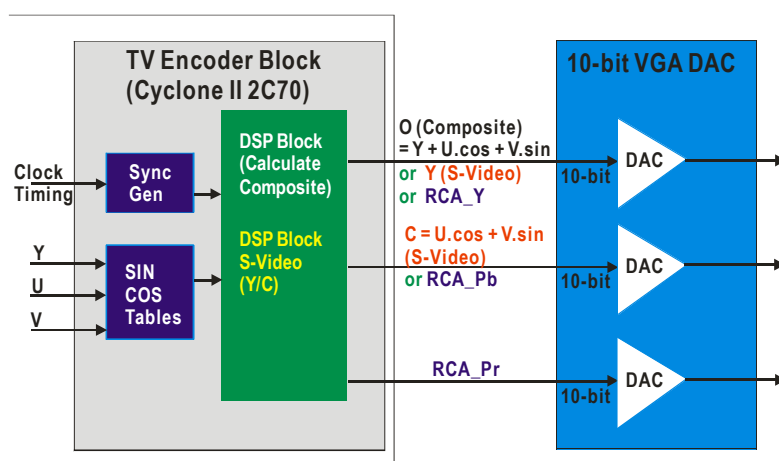 TV Encoder Block
(Cyclone II 2C70)
10-bit VGA DAC
Clock
Timing
Sync
Gen
Y
U
V
SIN
COS
Tables
DSP Block
(Calculate
Composite)
DSP Block
S-Video
(Y/C)
O (Composite)
= Y + U.cos + V.sin
or Y (S-Video)
or RCA_Y
C = U.cos + V.sin
(S-Video)
or RCA_Pb
RCA_Pr
10-bit
DAC
10-bit
DAC
10-bit
DAC